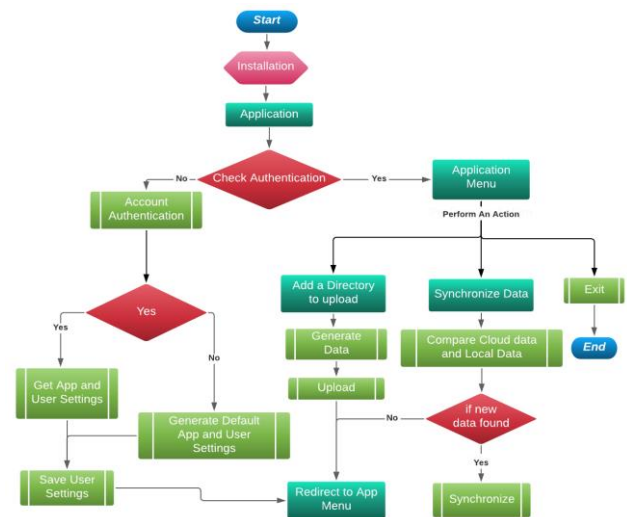 Start
Installation
Application
Check Authentication
No
Yes
Account
Authentication
Application
Menu
Perform An Action
Add a Directory
to upload
Synchronize Data
Exit
Yes
Generate
Data
Compare Cloud data
and Local Data
End
Yes
No
Get App and
User Settings
Upload
Generate Default
App and User
Settings
No
if new
data found
Yes
Save User
Settings
Redirect to App
Menu
Synchronize